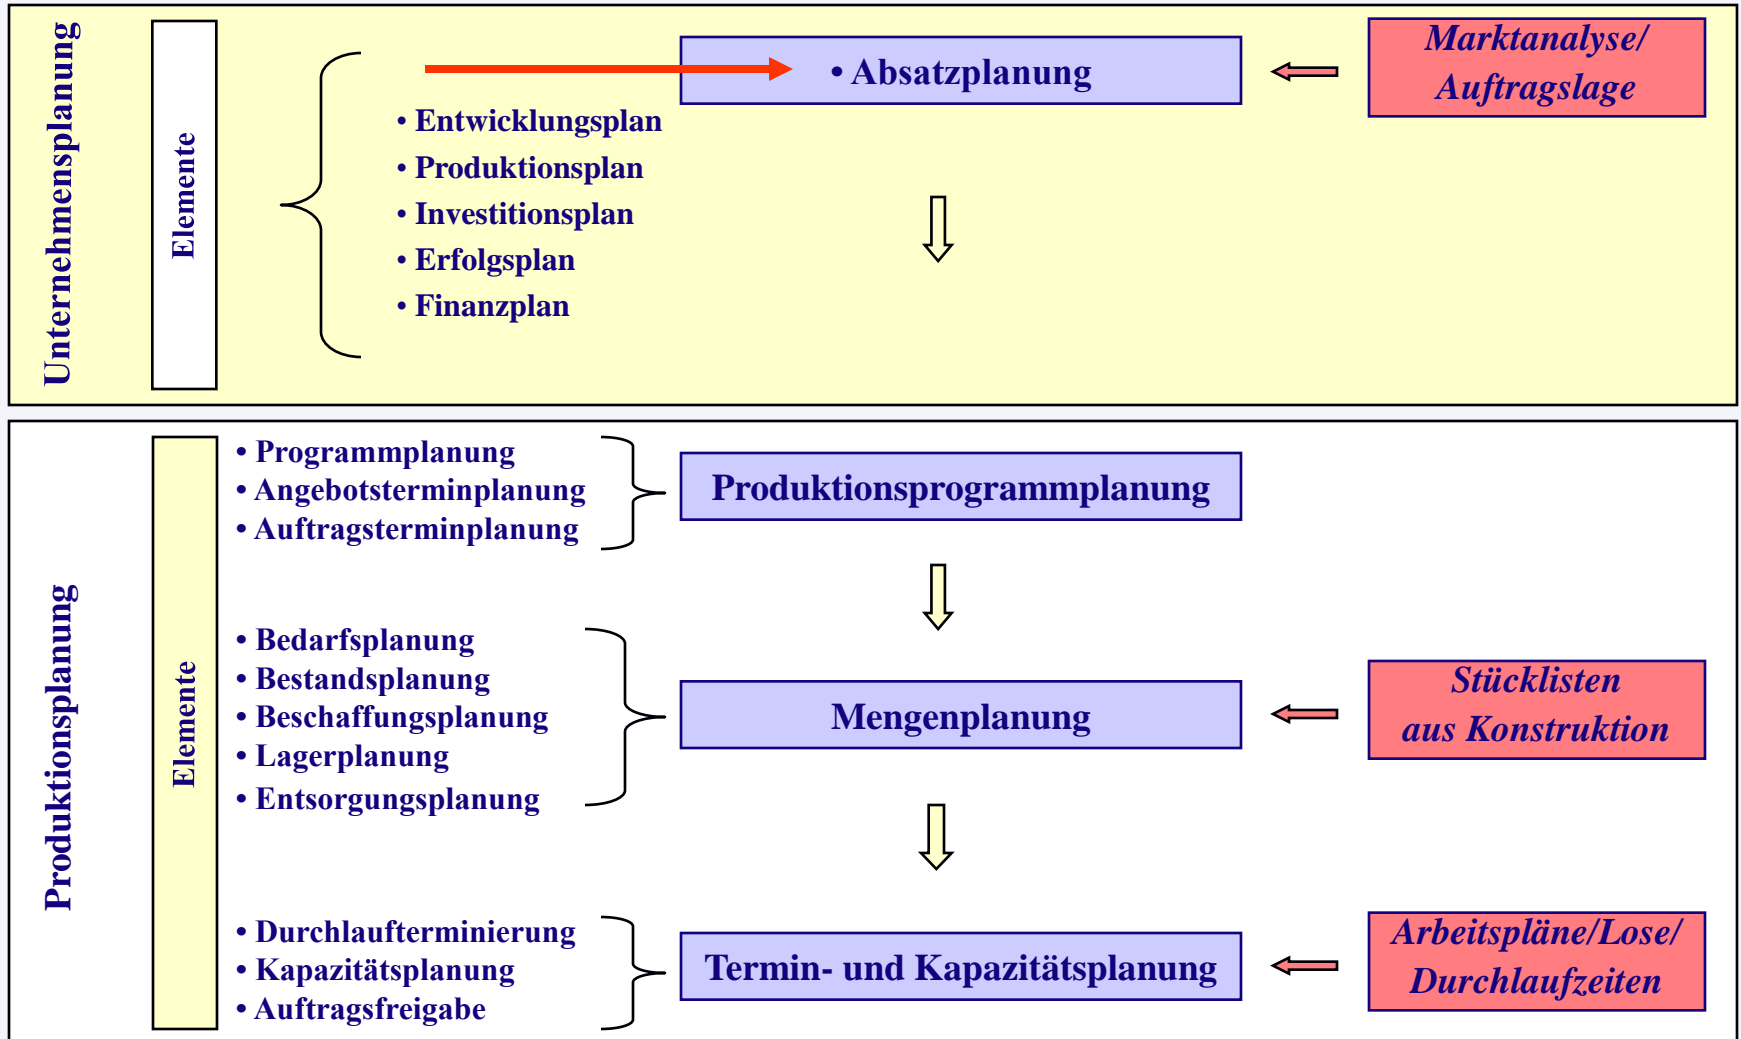 Unternehmensplanung
Elemente
• Absatzplanung
Marktanalyse/
Auftragslage
• Entwicklungsplan
• Produktionsplan
• Investitionsplan
• Erfolgsplan
• Finanzplan
Produktionsplanung
Elemente
• Programmplanung
• Angebotsterminplanung
• Auftragsterminplanung
Produktionsprogrammplanung
• Bedarfsplanung
• Bestandsplanung
• Beschaffungsplanung
• Lagerplanung
• Entsorgungsplanung
Mengenplanung
Stücklisten
aus Konstruktion
• Durchlaufterminierung
• Kapazitätsplanung
• Auftragsfreigabe
Termin- und Kapazitätsplanung
Arbeitspläne/Lose/
Durchlaufzeiten